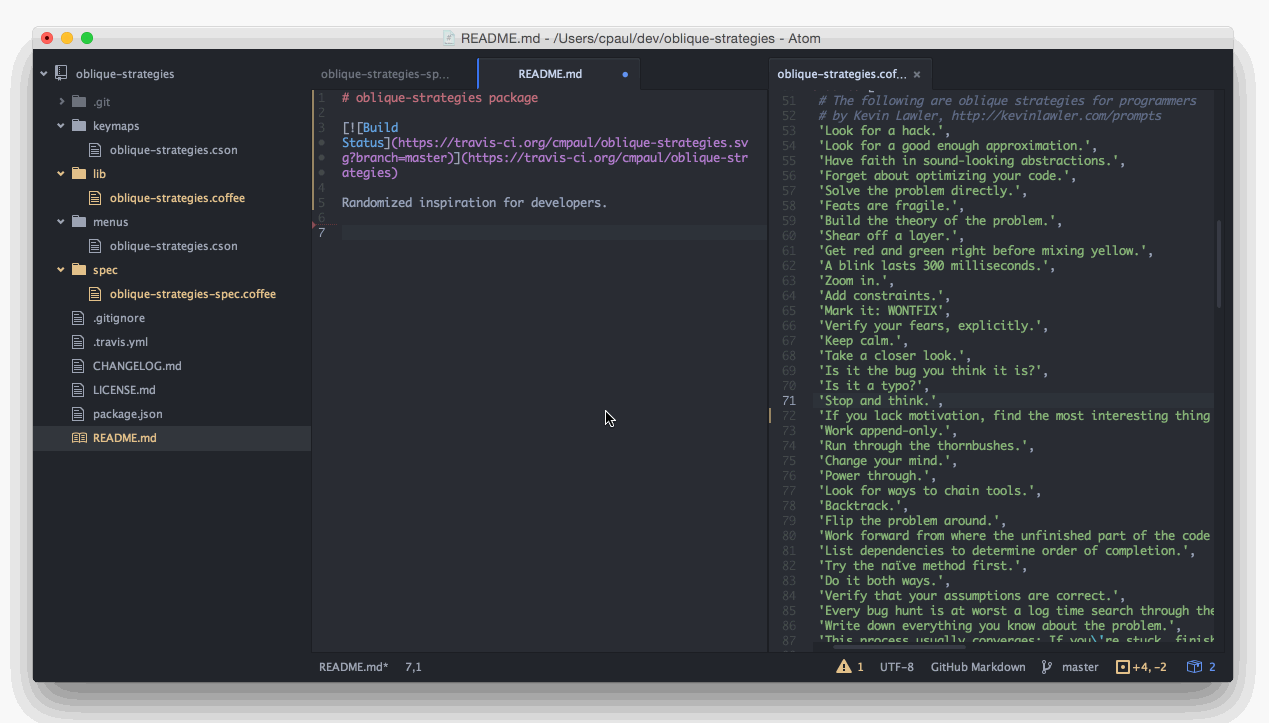 README.md - /Users/cpaul/dev/oblique-strategies - Atom
oblique-strategies
.git
keymaps
oblique-strategies.cson
lib
oblique-strategies.coffee
menus
oblique-strategies.cson
spec
oblique-strategies-spec.coffee
.gitignore
.travis.yml
CHANGELOG.md
LICENSE.md
package.json
README.md
oblique-strategies-sp...
README.md
1 # oblique-strategies package
2
3 [![Build
• Status](https://travis-ci.org/cmpaul/oblique-strategies.sv
• g?branch=master)](https://travis-ci.org/cmpaul/oblique-str
• ategies)
4
5 Randomized inspiration for developers.
6
7
oblique-strategies.cof... ×
51 # The following are oblique strategies for programmers
52 # by Kevin Lawler, http://kevinlawler.com/prompts
53 'Look for a hack.',
54 'Look for a good enough approximation.',
55 'Have faith in sound-looking abstractions.',
56 'Forget about optimizing your code.',
57 'Solve the problem directly.',
58 'Feats are fragile.',
59 'Build the theory of the problem.',
60 'Shear off a layer.',
61 'Get red and green right before mixing yellow.',
62 'A blink lasts 300 milliseconds.',
63 'Zoom in.',
64 'Add constraints.',
65 'Mark it: WONTFIX',
66 'Verify your fears, explicitly.',
67 'Keep calm.',
68 'Take a closer look.',
69 'Is it the bug you think it is?',
70 'Is it a typo?',
71 'Stop and think.',
72 'If you lack motivation, find the most interesting thing
73 'Work append-only.',
74 'Run through the thornbushes.',
75 'Change your mind.',
76 'Power through.',
77 'Look for ways to chain tools.',
78 'Backtrack.',
79 'Flip the problem around.',
80 'Work forward from where the unfinished part of the code
81 'List dependencies to determine order of completion.',
82 'Try the naïve method first.',
83 'Do it both ways.',
84 'Verify that your assumptions are correct.',
85 'Every bug hunt is at worst a log time search through the
86 'Write down everything you know about the problem.',
87 'This process usually converges: If you\'re stuck, finish
README.md* 7,1
1 UTF-8 GitHub Markdown master +4, -2 2